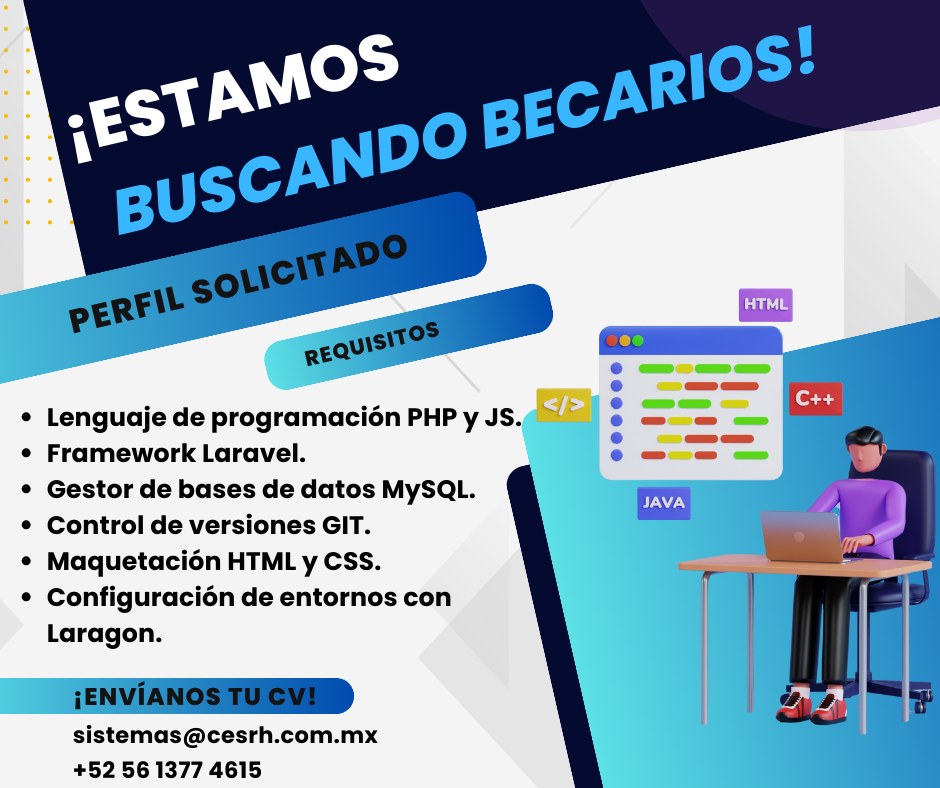 ¡ESTAMOS
BUSCANDO BECARIOS!
PERFIL SOLICITADO
REQUISITOS
• Lenguaje de programación PHP y JS.
• Framework Laravel.
• Gestor de bases de datos MySQL.
• Control de versiones GIT.
• Maquetación HTML y CSS.
• Configuración de entornos con
Laragon.
HTML
</>
C++
JAVA
¡ENVÍANOS TU CV!
sistemas@cesrh.com.mx
+52 56 1377 4615